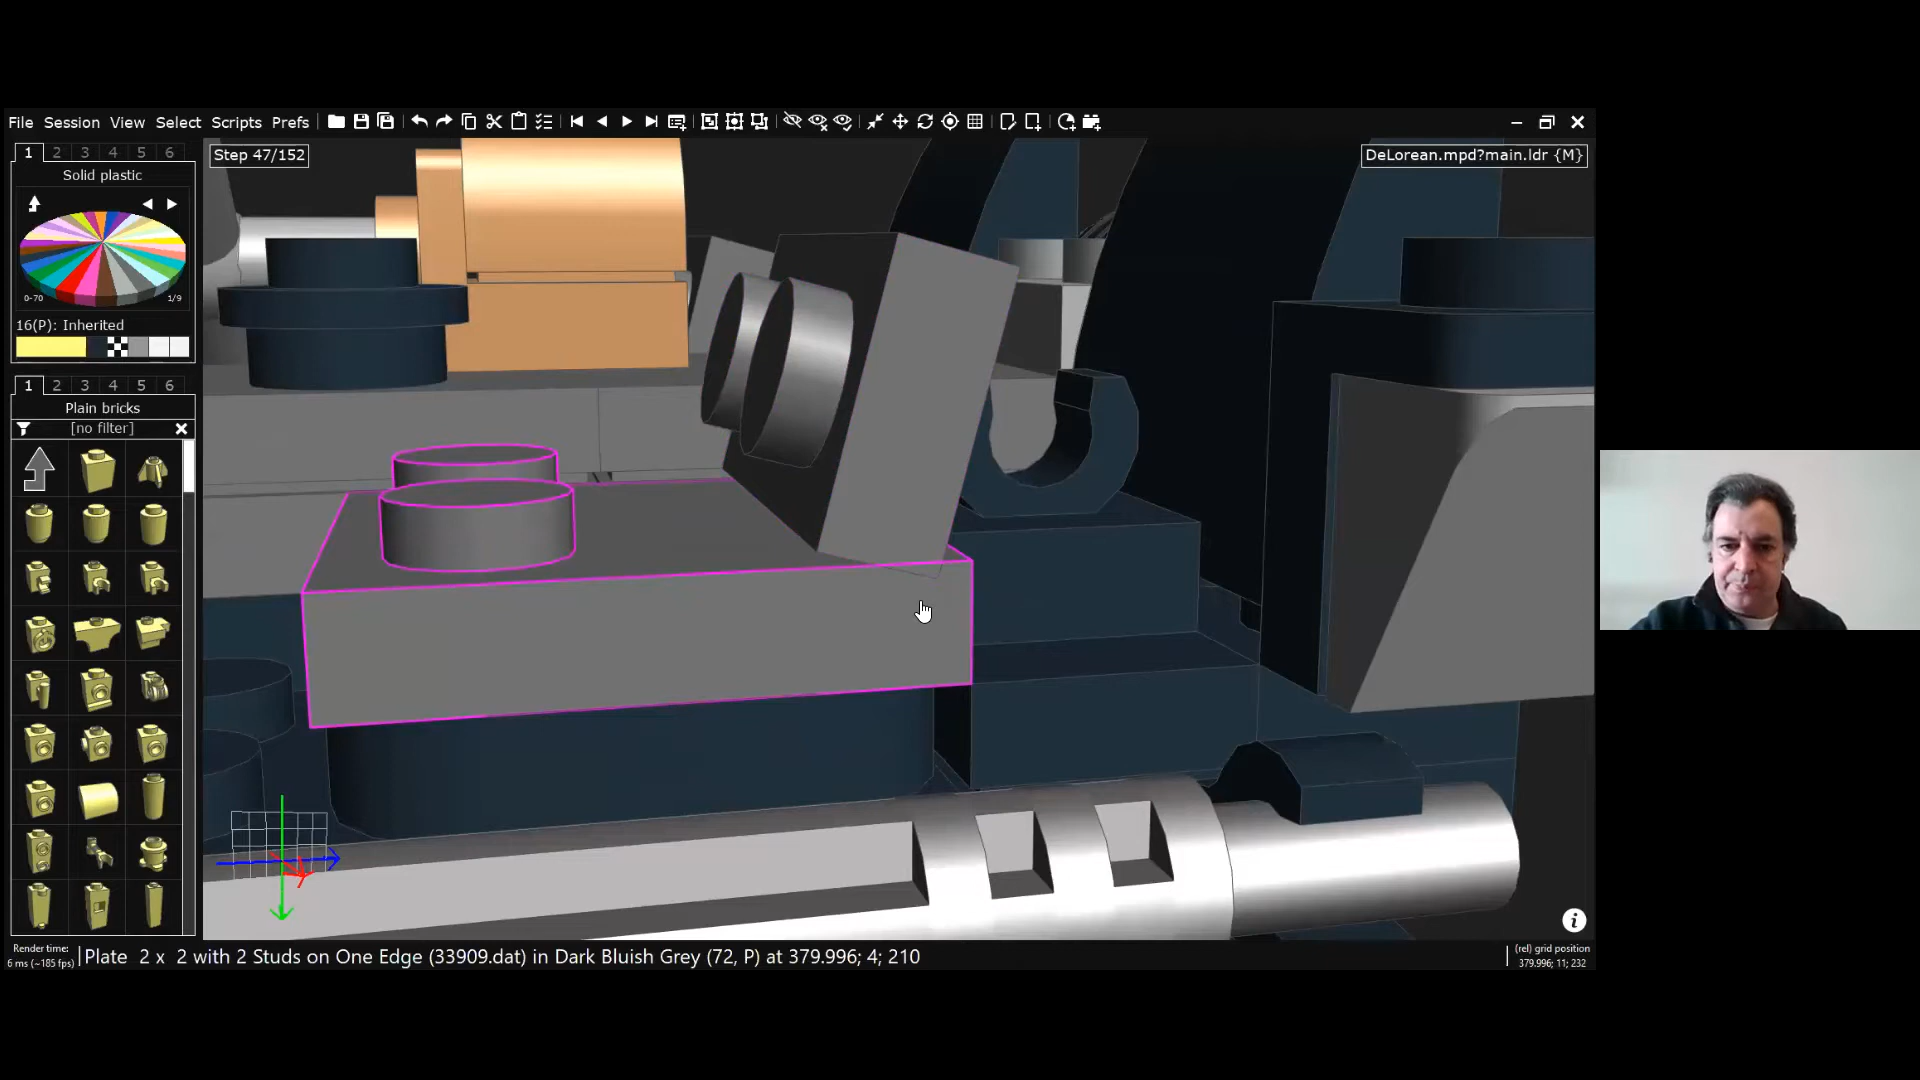 File Session View Select Scripts Prefs
1 2 3 4 5 6
Solid plastic
0-70
1/9
16(P): Inherited
1 2 3 4 5 6
Plain bricks
[no filter]
Step 47/152
DeLorean.mpd?main.ldr {M}
Y
i
Render time:
6 ms (~185 fps)
Plate 2 x 2 with 2 Studs on One Edge (33909.dat) in Dark Bluish Grey (72, P) at 379.996; 4; 210
(rel) grid position
379.996; 11; 232